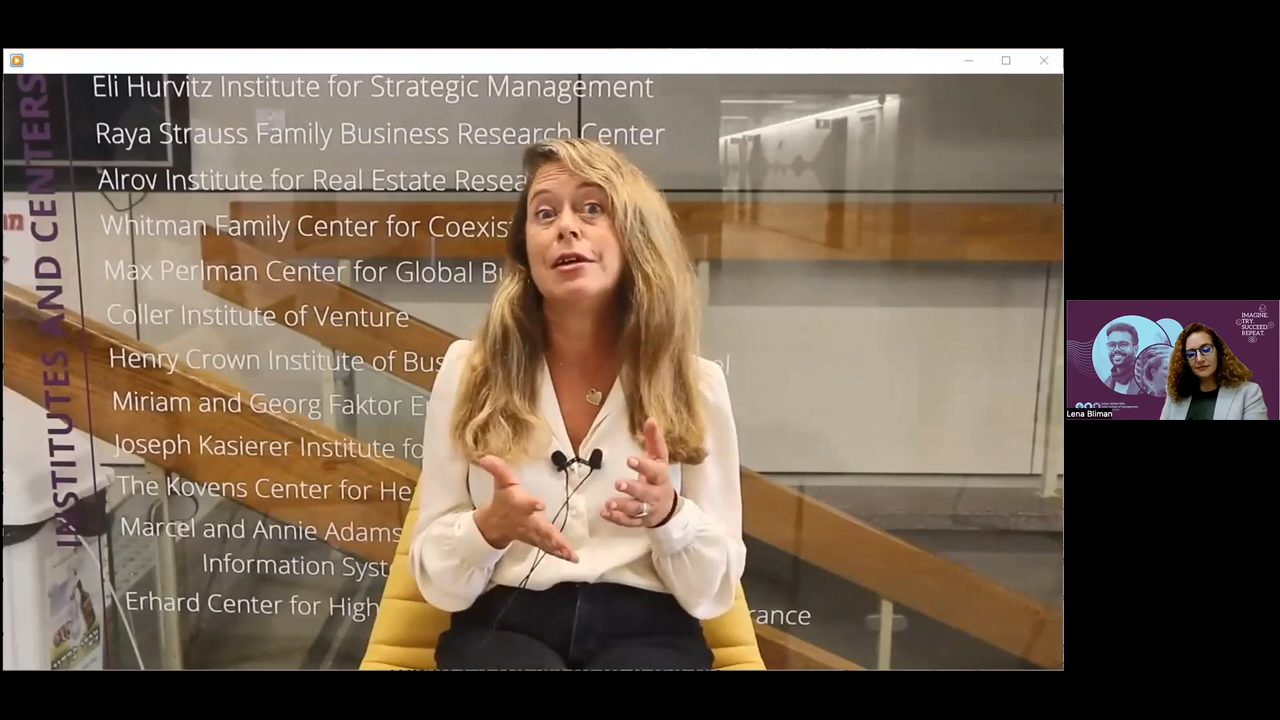 INSTITUTES AND CENTERS
Eli Hurvitz Institute for Strategic Management
Raya Strauss Family Business Research Center
Alrov Institute for Real Estate Resea
Whitman Family Center for Coexis
Max Perlman Center for Global Bu
Coller Institute of Venture
Henry Crown Institute of Bus
Miriam and Georg Faktor E
Joseph Kasierer Institute fo
The Kovens Center for He
Marcel and Annie Adams
Information Syst
Erhard Center for High rance
IMAGINE.
TRY.
SUCCEED.
REPEAT.
Lena Bliman